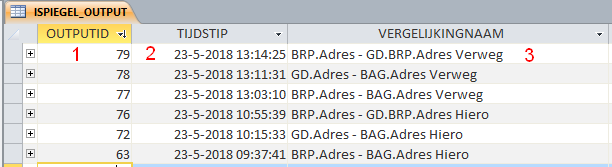 ISPIEGEL_OUTPUT
OUTPUTID TIJDSTIP VERGELIJKINGNAAM
1 79 2 23-5-2018 13:14:25 BRP.Adres - GD.BRP.Adres Verweg 3
78 23-5-2018 13:11:31 GD.Adres - BAG.Adres Verweg
77 23-5-2018 13:03:10 BRP.Adres - BAG.Adres Verweg
76 23-5-2018 10:55:39 BRP.Adres - GD.BRP.Adres Hiero
72 23-5-2018 10:15:33 GD.Adres - BAG.Adres Hiero
63 23-5-2018 09:37:41 BRP.Adres - BAG.Adres Hiero